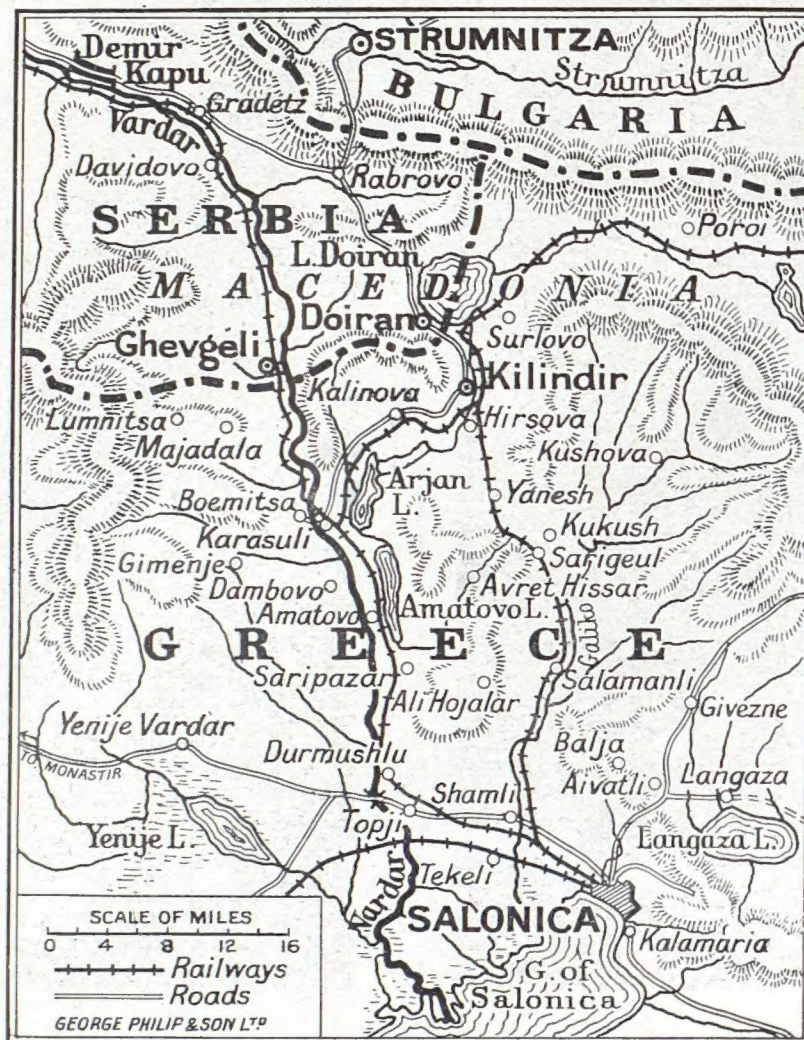 STRUMNITZA
Demir
Kapu
Strumnitza
BULGARIA
Gradetz
Vardar
Davidovo
Rabrovo
SERBIA
Poroi
L. Doiran
MACEDONIA
Doiran
Surlovo
Ghevgeli
Kilindir
Kalinova
Lumnitsa
Hirsova
Majadala
Kushova
Arjan
L.
Yanesh
Boemitsa
Karasuli
Kukush
Sarigeul
Gimenje
Dambovo
Avret Hissar
Amatovo
Amatovo L.
Galiko
GREECE
Saripazar
Salamanli
Ali Hojalar
Givezne
Yenije Vardar
Balja
TO MONASTIR
Durmushlu
Aivatli
Langaza
Shamli
Topji
Yenije L.
Langaza L.
Tekeli
Vardar
SALONICA
Kalamaria
G. of
Salonica
SCALE OF MILES
0 4 8 12 16
Railways
Roads
GEORGE PHILIP & SON LTD